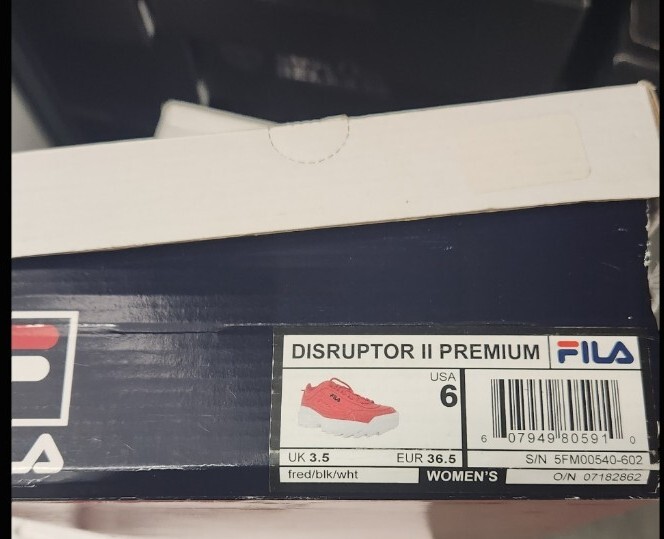 DISRUPTOR II PREMIUM FILA
USA
6
FILA
UK 3.5 EUR 36.5
fred/blk/wht WOMEN'S
6 07949 80591 0
S/N 5FM00540-602
O/N 07182862
LA